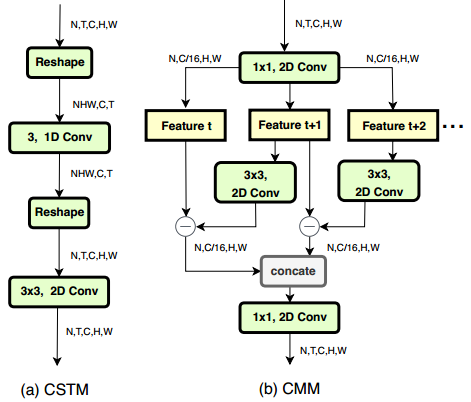 N,T,C,H,W
Reshape
NHW,C,T
3, 1D Conv
NHW,C,T
Reshape
N,T,C,H,W
3x3, 2D Conv
N,T,C,H,W
(a) CSTM
N,T,C,H,W
N,C/16,H,W
1x1, 2D Conv
N,C/16,H,W
Feature t
Feature t+1
Feature t+2
...
3x3,
2D Conv
3x3,
2D Conv
N,C/16,H,W
N,C/16,H,W
concate
1x1, 2D Conv
N,T,C,H,W
(b) CMM